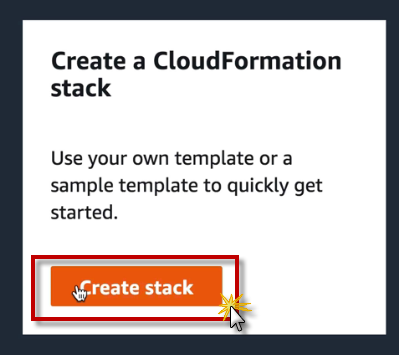 Create a CloudFormation
stack
Use your own template or a
sample template to quickly get
started.
Create stack